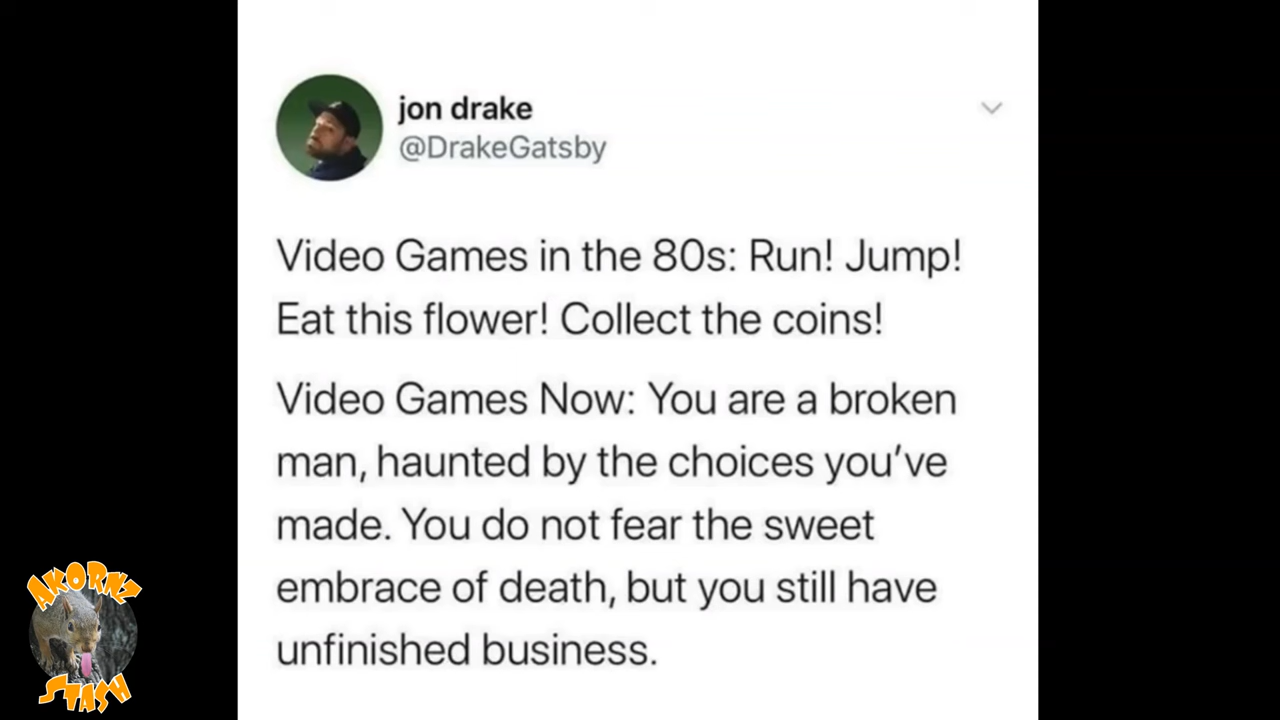 jon drake
@DrakeGatsby
Video Games in the 80s: Run! Jump!
Eat this flower! Collect the coins!
Video Games Now: You are a broken
man, haunted by the choices you've
made. You do not fear the sweet
embrace of death, but you still have
unfinished business.
AKORNZ
STASH